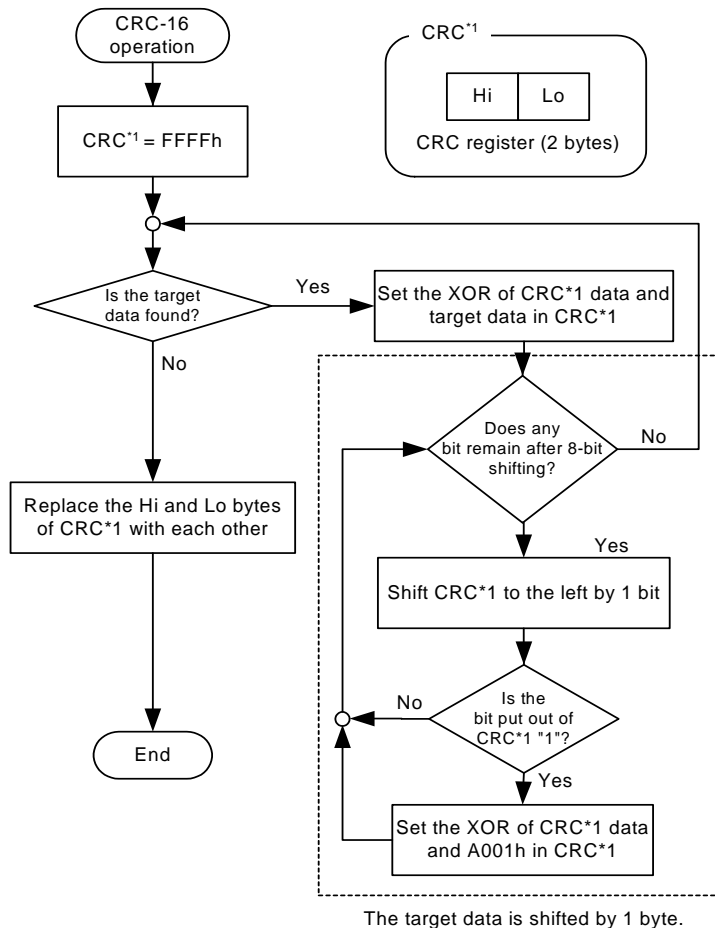 CRC-16
operation
CRC*1
Hi Lo
CRC register (2 bytes)
CRC*1 = FFFFh
Is the target
data found?
Yes
No
Set the XOR of CRC*1 data and
target data in CRC*1
Does any
bit remain after 8-bit
shifting?
No
Yes
Replace the Hi and Lo bytes
of CRC*1 with each other
Shift CRC*1 to the left by 1 bit
Is the
bit put out of
CRC*1 "1"?
No
Yes
End
Set the XOR of CRC*1 data
and A001h in CRC*1
The target data is shifted by 1 byte.